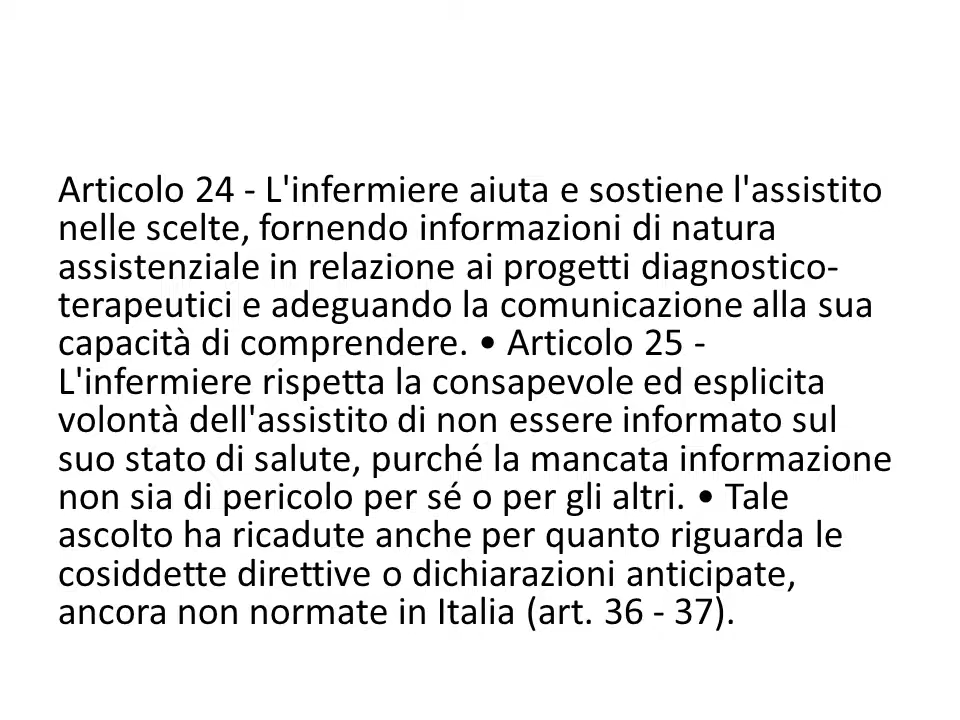 Articolo 24 - L'infermiere aiuta e sostiene l'assistito
nelle scelte, fornendo informazioni di natura
assistenziale in relazione ai progetti diagnostico-
terapeutici e adeguando la comunicazione alla sua
capacità di comprendere. • Articolo 25 -
L'infermiere rispetta la consapevole ed esplicita
volontà dell'assistito di non essere informato sul
suo stato di salute, purché la mancata informazione
non sia di pericolo per sé o per gli altri. • Tale
ascolto ha ricadute anche per quanto riguarda le
cosiddette direttive o dichiarazioni anticipate,
ancora non normate in Italia (art. 36 - 37).